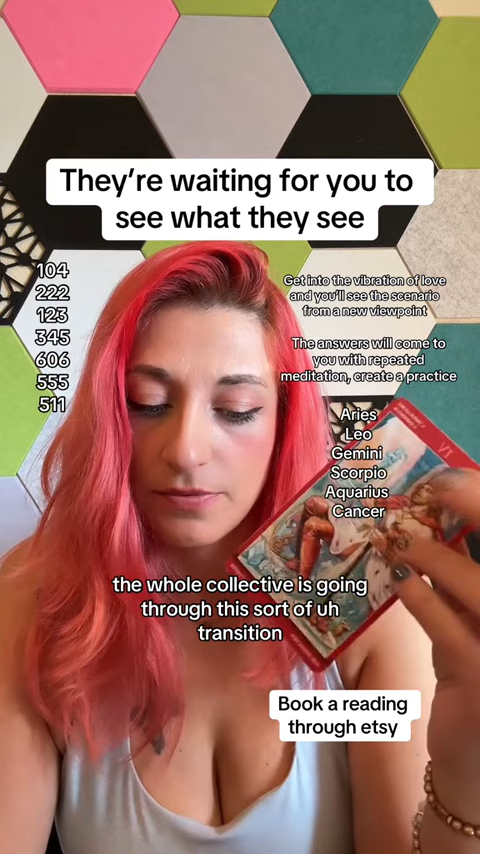 They're waiting for you to
see what they see
104
222
123
345
606
555
511
Get into the vibration of love
and you'll see the scenario
from a new viewpoint
The answers will come to
you with repeated
meditation, create a practice
Aries
Leo
Gemini
Scorpio
Aquarius
Cancer
VI
the whole collective is going
through this sort of uh
transition
Book a reading
through etsy